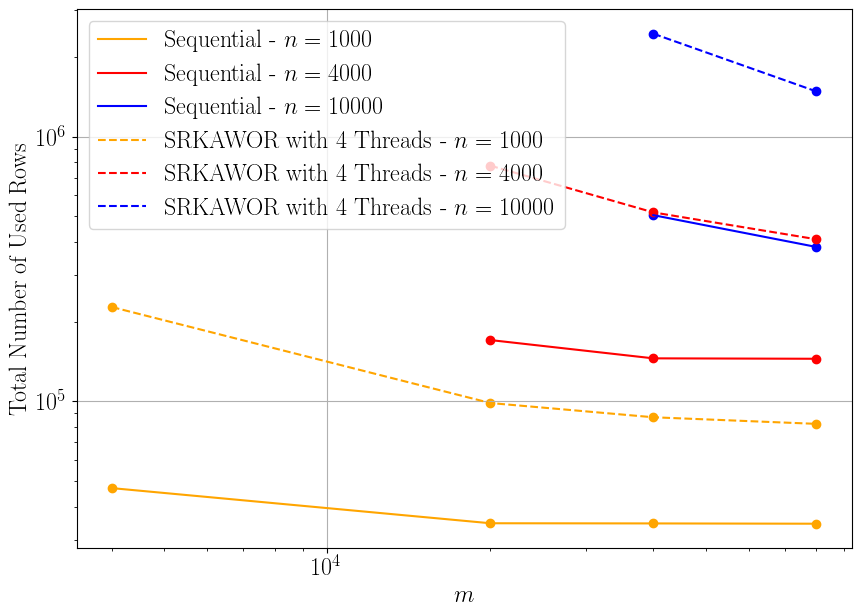 Sequential - n = 1000
Sequential - n = 4000
Sequential - n = 10000
SRKAWOR with 4 Threads - n = 1000
SRKAWOR with 4 Threads - n = 4000
SRKAWOR with 4 Threads - n = 10000
Total Number of Used Rows
10⁶
10⁵
10⁴
m